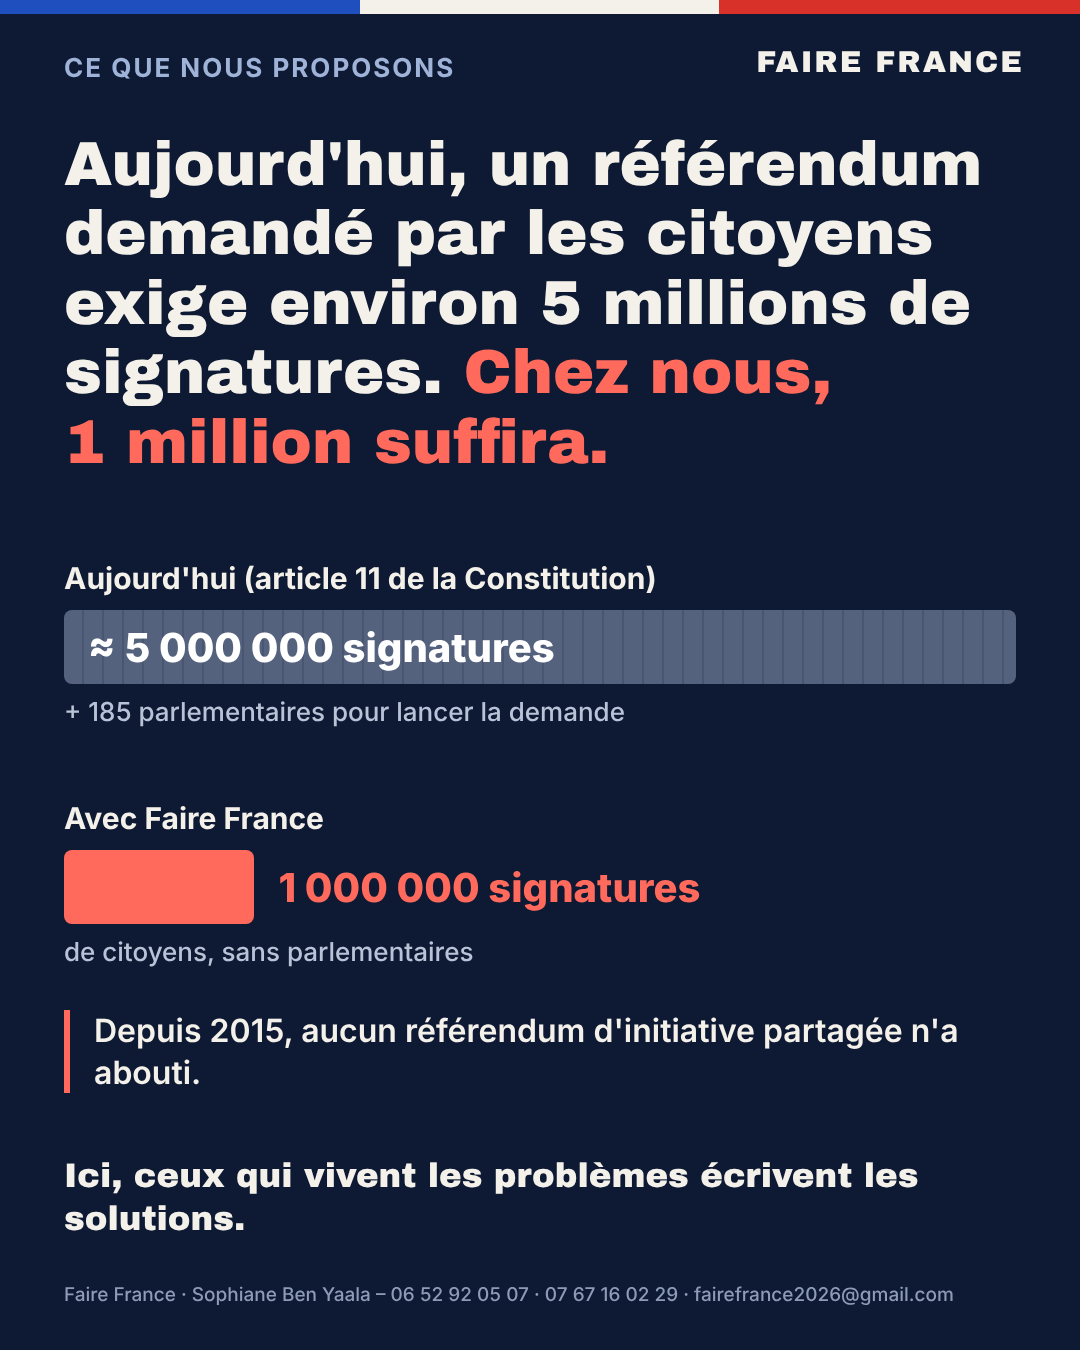 CE QUE NOUS PROPOSONS
FAIRE FRANCE
Aujourd'hui, un référendum
demandé par les citoyens
exige environ 5 millions de
signatures. Chez nous,
1 million suffira.
Aujourd'hui (article 11 de la Constitution)
≈ 5 000 000 signatures
+ 185 parlementaires pour lancer la demande
Avec Faire France
1 000 000 signatures
de citoyens, sans parlementaires
Depuis 2015, aucun référendum d'initiative partagée n'a
abouti.
Ici, ceux qui vivent les problèmes écrivent les
solutions.
Faire France · Sophiane Ben Yaala – 06 52 92 05 07 · 07 67 16 02 29 · fairefrance2026@gmail.com